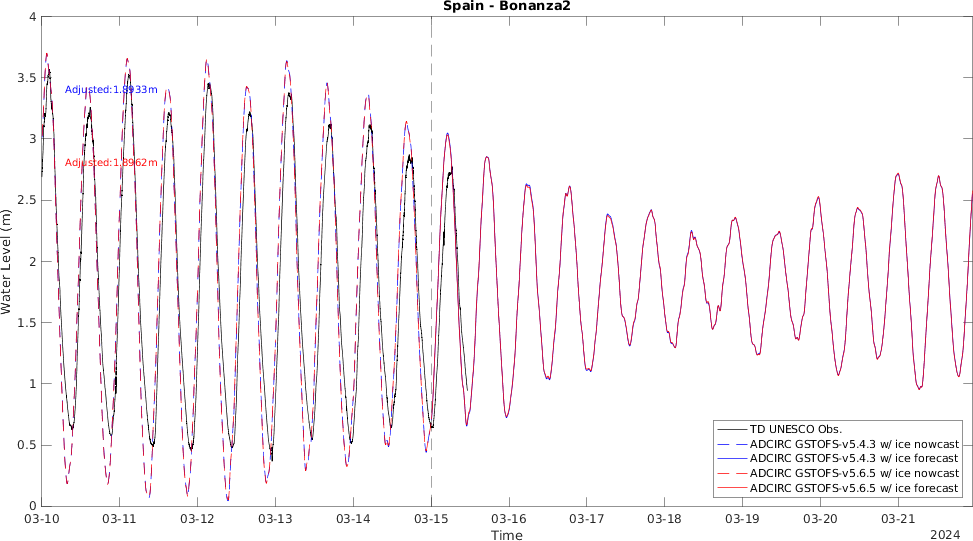 Spain - Bonanza2
4
3.5
3
2.5
2
1.5
1
0.5
0
Water Level (m)
Adjusted:1.8933m
Adjusted:1.8962m
TD UNESCO Obs.
ADCIRC GSTOFS-v5.4.3 w/ ice nowcast
ADCIRC GSTOFS-v5.4.3 w/ ice forecast
ADCIRC GSTOFS-v5.6.5 w/ ice nowcast
ADCIRC GSTOFS-v5.6.5 w/ ice forecast
03-10 03-11 03-12 03-13 03-14 03-15 03-16 03-17 03-18 03-19 03-20 03-21
Time
2024